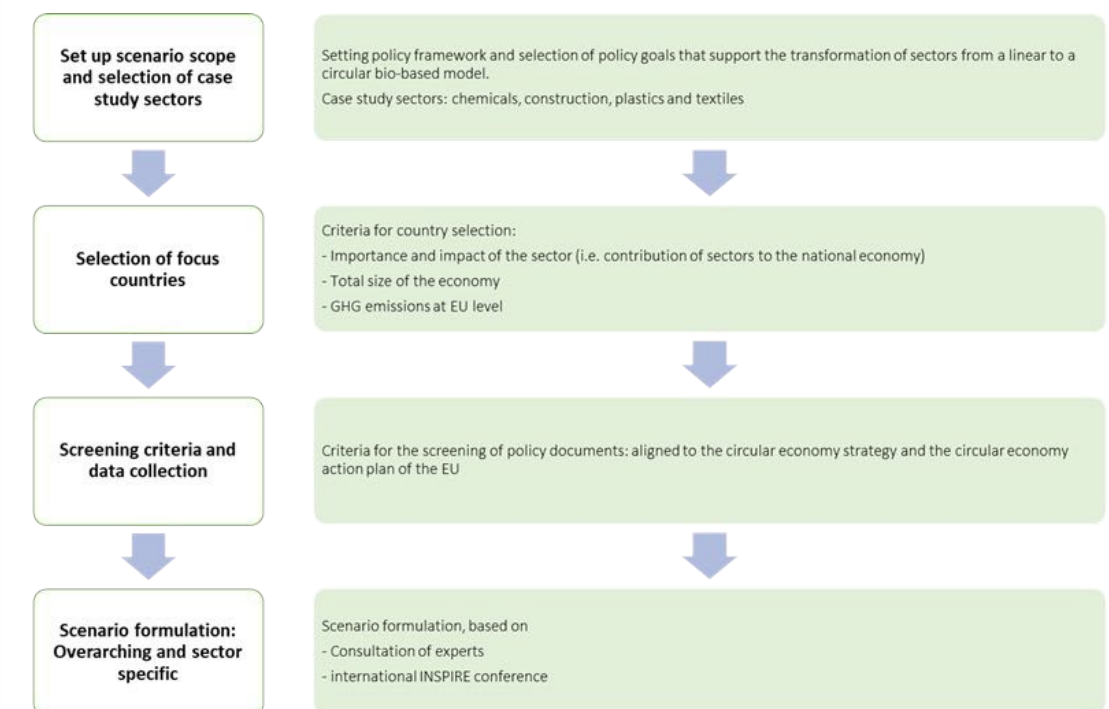 Set up scenario scope
and selection of case
study sectors
Setting policy framework and selection of policy goals that support the transformation of sectors from a linear to a
circular bio-based model.
Case study sectors: chemicals, construction, plastics and textiles
Selection of focus
countries
Criteria for country selection:
- Importance and impact of the sector (i.e. contribution of sectors to the national economy)
- Total size of the economy
- GHG emissions at EU level
Screening criteria and
data collection
Criteria for the screening of policy documents: aligned to the circular economy strategy and the circular economy
action plan of the EU
Scenario formulation:
Overarching and sector
specific
Scenario formulation, based on
- Consultation of experts
- international INSPIRE conference